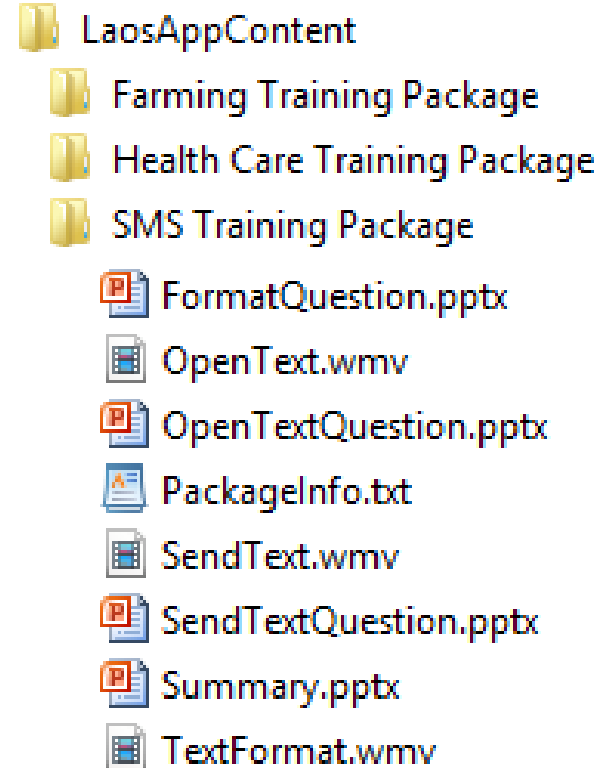 LaosAppContent
Farming Training Package
Health Care Training Package
SMS Training Package
FormatQuestion.pptx
OpenText.wmv
OpenTextQuestion.pptx
PackageInfo.txt
SendText.wmv
SendTextQuestion.pptx
Summary.pptx
TextFormat.wmv